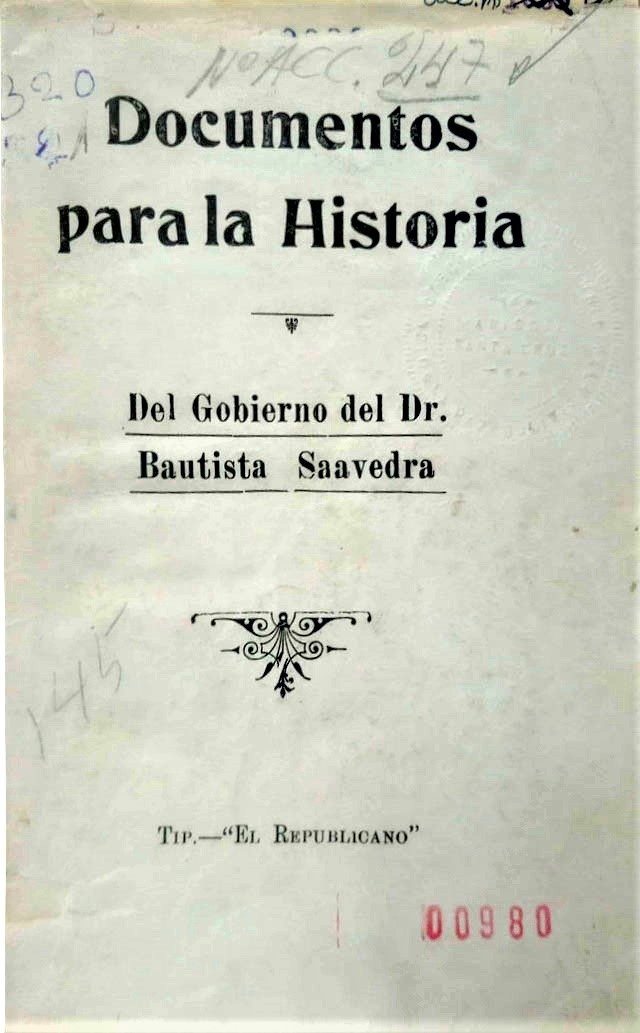 Nº ACC. 247
320
Documentos
para la Historia
Del Gobierno del Dr.
Bautista Saavedra
145
Tip.—“El Republicano”
00980